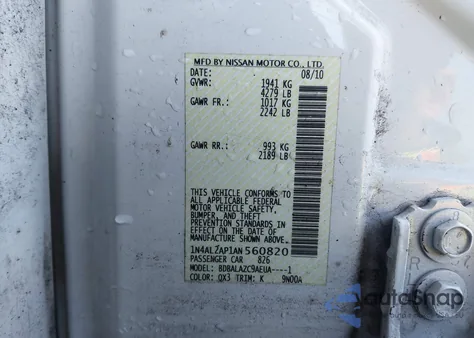 MFD BY NISSAN MOTOR CO., LTD.
DATE: 08/10
GVWR: 1941 KG
4279 LB
GAWR FR.: 1017 KG
2242 LB
GAWR RR.: 993 KG
2189 LB
THIS VEHICLE CONFORMS TO
ALL APPLICABLE FEDERAL
MOTOR VEHICLE SAFETY,
BUMPER, AND THEFT
PREVENTION STANDARDS
IN EFFECT ON THE DATE OF
MANUFACTURE SHOWN ABOVE.
1N4AL2AP1AN560820
PASSENGER CAR 826
MODEL: BDBALAZC9AEUA----1
COLOR: QX3 TRIM: K 9N00A
AutoSnap